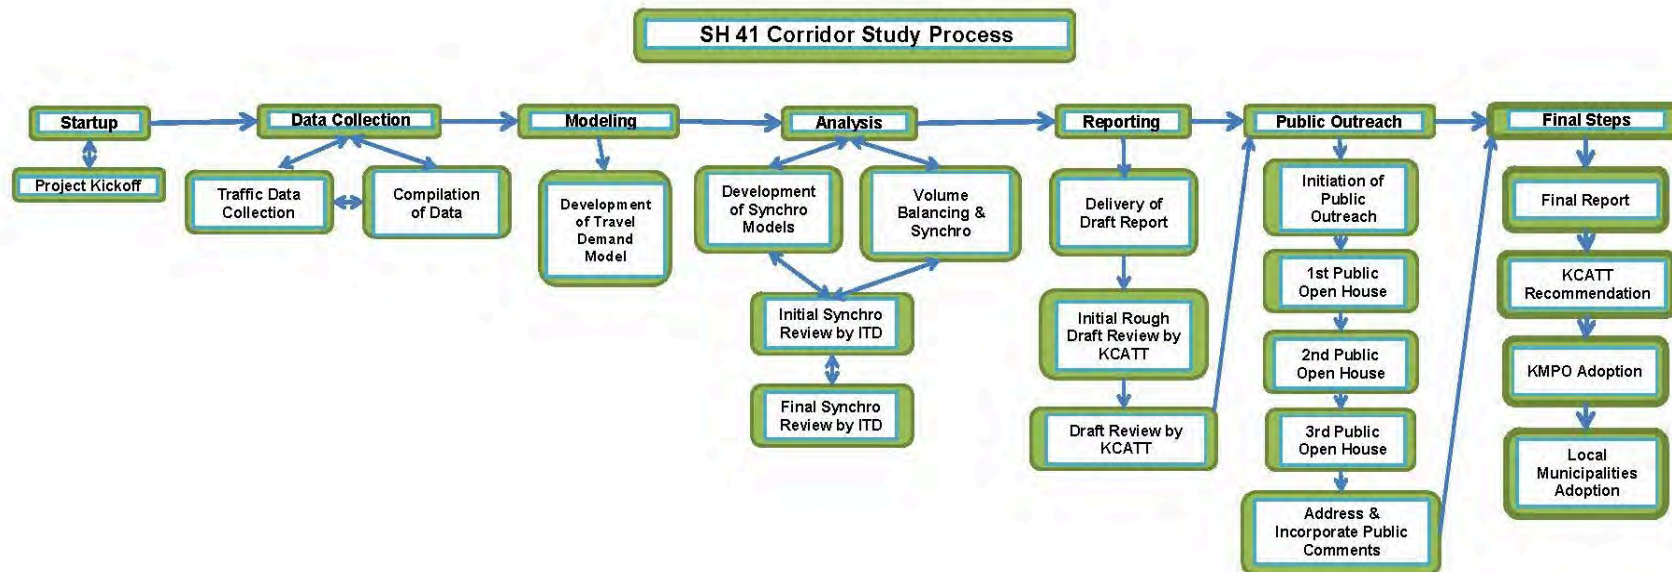 SH 41 Corridor Study Process
Startup
Project Kickoff
Data Collection
Traffic Data
Collection
Compilation
of Data
Modeling
Development
of Travel
Demand
Model
Analysis
Development
of Synchro
Models
Volume
Balancing &
Synchro
Initial Synchro
Review by ITD
Final Synchro
Review by ITD
Reporting
Delivery of
Draft Report
Initial Rough
Draft Review by
KCATT
Draft Review by
KCATT
Public Outreach
Initiation of
Public
Outreach
1st Public
Open House
2nd Public
Open House
3rd Public
Open House
Address &
Incorporate Public
Comments
Final Steps
Final Report
KCATT
Recommendation
KMPO Adoption
Local
Municipalities
Adoption